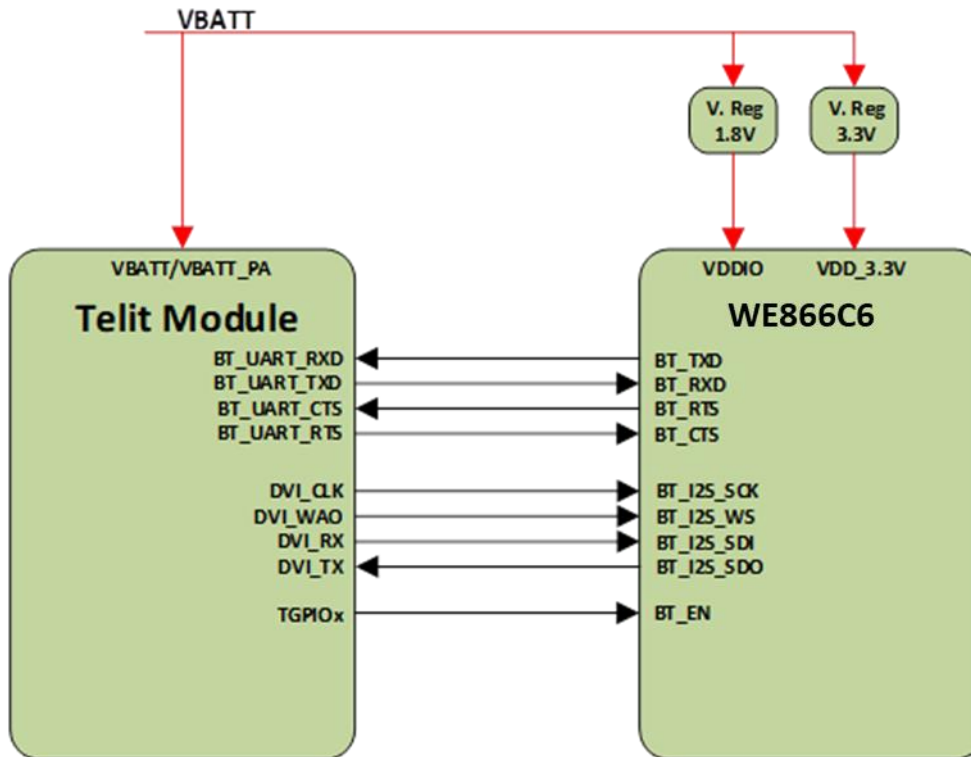 VBATT
V. Reg
1.8V
V. Reg
3.3V
VBATT/VBATT_PA
Telit Module
BT_UART_RXD
BT_UART_TXD
BT_UART_CTS
BT_UART_RTS
DVI_CLK
DVI_WAO
DVI_RX
DVI_TX
TGPIOx
VDDIO
VDD_3.3V
WE866C6
BT_TXD
BT_RXD
BT_RTS
BT_CTS
BT_I2S_SCK
BT_I2S_WS
BT_I2S_SDI
BT_I2S_SDO
BT_EN